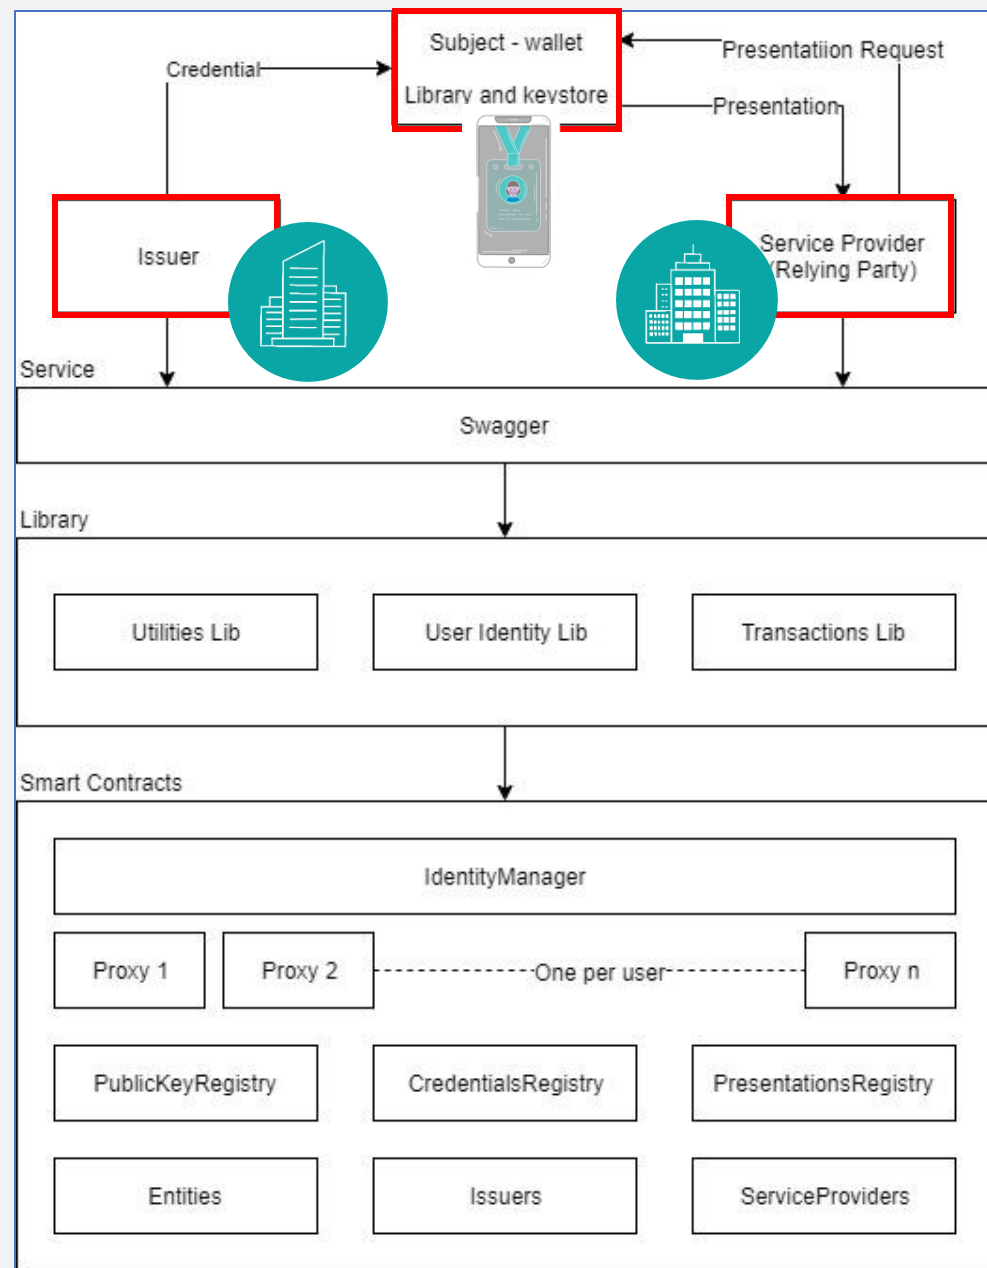 Subject - wallet
Credential
Presentatiion Request
Library and keystore
Presentation
Issuer
Service Provider
(Relying Party)
Service
Swagger
Library
Utilities Lib
User Identity Lib
Transactions Lib
Smart Contracts
IdentityManager
Proxy 1
Proxy 2
One per user
Proxy n
PublicKeyRegistry
CredentialsRegistry
PresentationsRegistry
Entities
Issuers
ServiceProviders